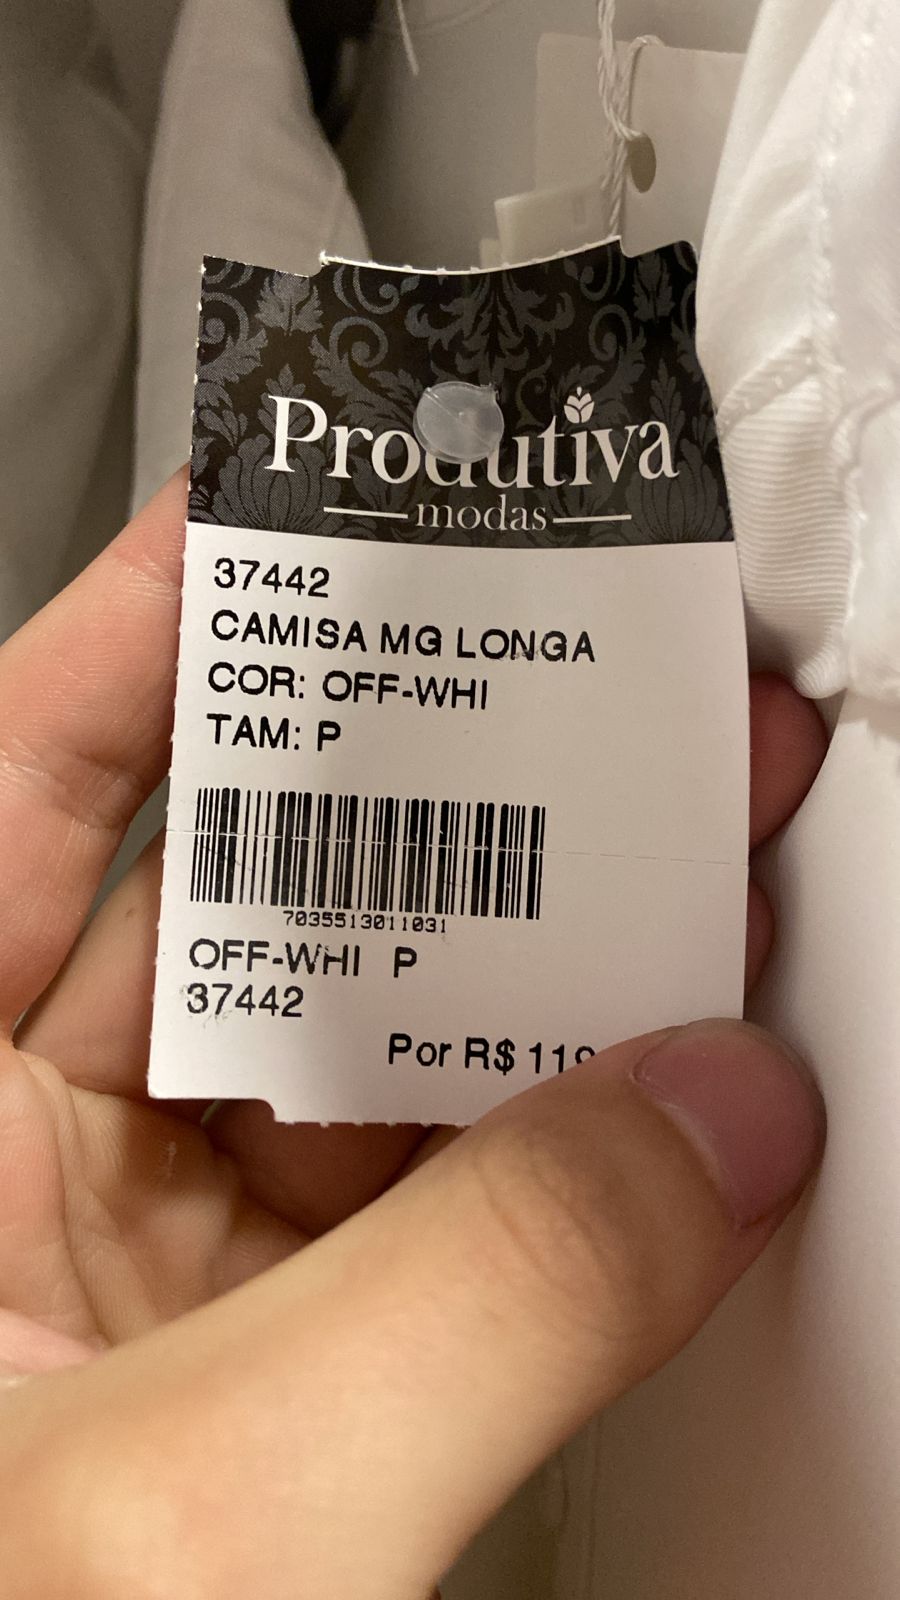 Produtiva
modas
37442
CAMISA MG LONGA
COR: OFF-WHI
TAM: P
7035513011031
OFF-WHI P
37442
Por R$